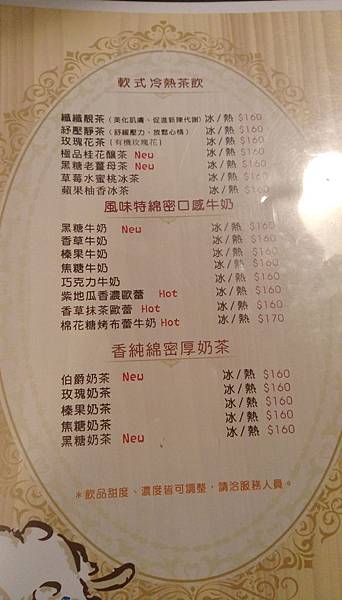 軟式冷熱茶飲
纖纖靚茶(美化肌膚、促進新陳代謝) 冰/熱 $160
紓壓靜茶(舒緩壓力、放鬆心情) 冰/熱 $160
玫瑰花茶(有機玫瑰花) 冰/熱 $160
極品桂花釀茶 New 冰/熱 $160
黑糖老薑母茶 New 冰/熱 $160
草莓水蜜桃冰茶 冰/熱 $160
蘋果柚香冰茶 冰/熱 $160
風味特綿密口感牛奶
黑糖牛奶 New 冰/熱 $160
香草牛奶 冰/熱 $160
榛果牛奶 冰/熱 $160
焦糖牛奶 冰/熱 $160
巧克力牛奶 冰/熱 $160
紫地瓜香濃歐蕾 Hot 冰/熱 $160
香草抹茶歐蕾 Hot 冰/熱 $160
棉花糖烤布蕾牛奶 Hot 冰/熱 $170
香純綿密厚奶茶
伯爵奶茶 New 冰/熱 $160
玫瑰奶茶 冰/熱 $160
榛果奶茶 冰/熱 $160
焦糖奶茶 冰/熱 $160
黑糖奶茶 New 冰/熱 $160
*飲品甜度、濃度皆可調整，請洽服務人員。